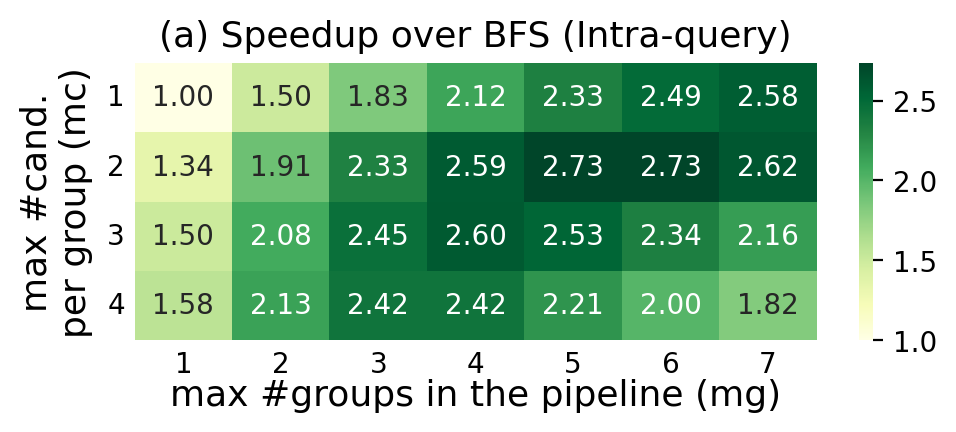 (a) Speedup over BFS (Intra-query)
max #cand.
per group (mc)
1 1.00 1.50 1.83 2.12 2.33 2.49 2.58
2 1.34 1.91 2.33 2.59 2.73 2.73 2.62
3 1.50 2.08 2.45 2.60 2.53 2.34 2.16
4 1.58 2.13 2.42 2.42 2.21 2.00 1.82
1 2 3 4 5 6 7
max #groups in the pipeline (mg)
2.5
2.0
1.5
1.0